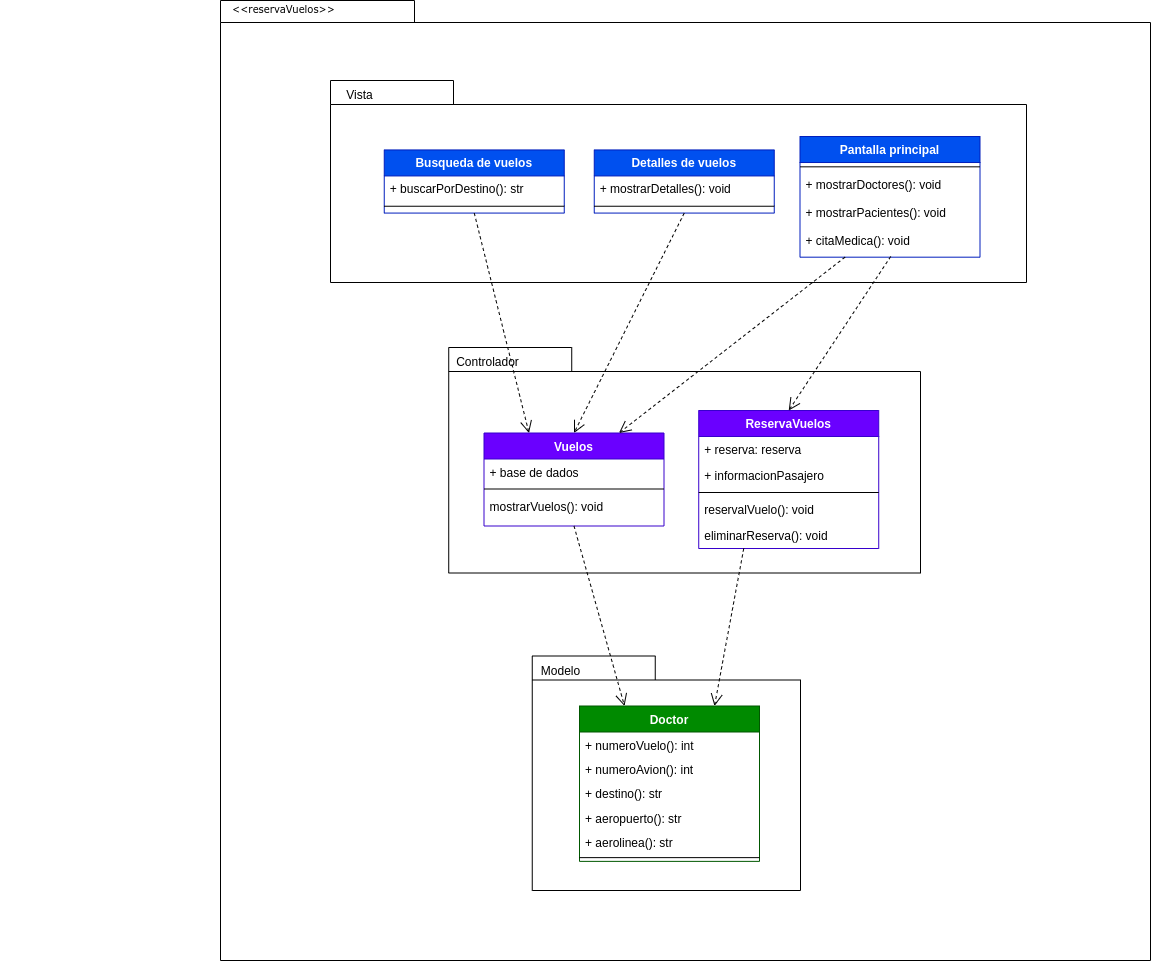 <<reservaVuelos>>
Vista
Busqueda de vuelos
+ buscarPorDestino(): str
Detalles de vuelos
+ mostrarDetalles(): void
Pantalla principal
+ mostrarDoctores(): void
+ mostrarPacientes(): void
+ citaMedica(): void
Controlador
Vuelos
+ base de dados
mostrarVuelos(): void
ReservaVuelos
+ reserva: reserva
+ informacionPasajero
reservalVuelo(): void
eliminarReserva(): void
Modelo
Doctor
+ numeroVuelo(): int
+ numeroAvion(): int
+ destino(): str
+ aeropuerto(): str
+ aerolinea(): str